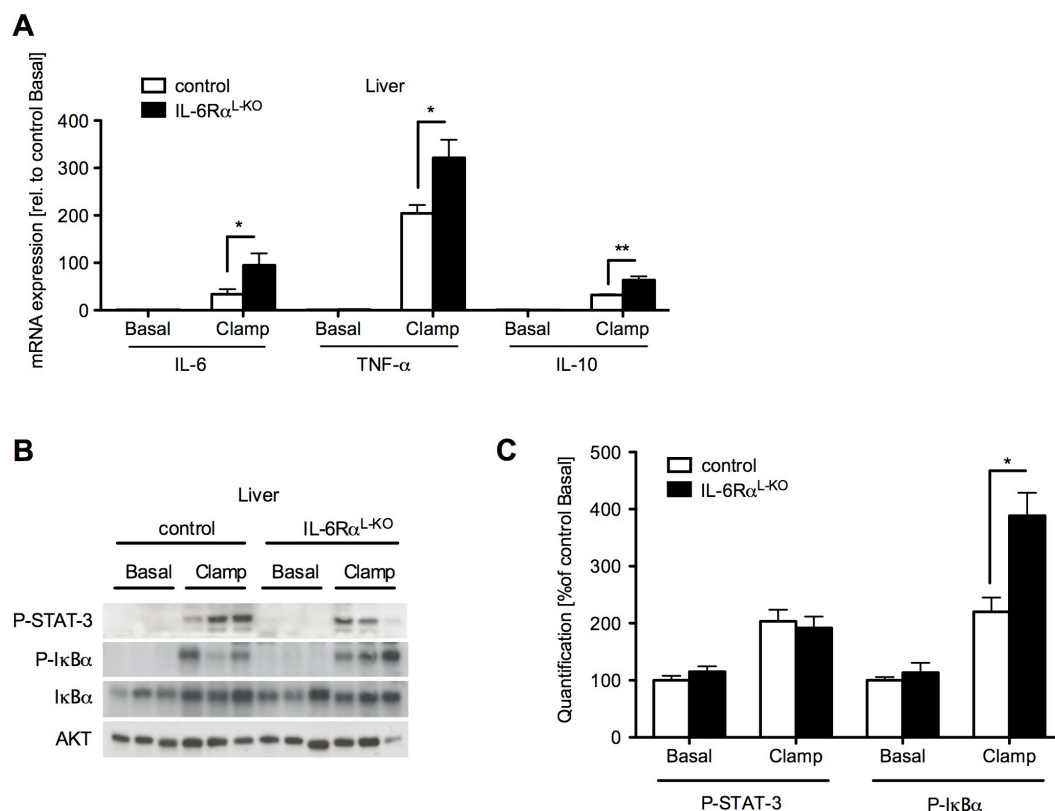 A
mRNA expression [rel. to control Basal]
control
IL-6Rα^L-KO
Liver
400
300
200
100
0
*
*
**
Basal Clamp Basal Clamp Basal Clamp
IL-6 TNF-α IL-10
B
Liver
control IL-6Rα^L-KO
Basal Clamp Basal Clamp
P-STAT-3
P-IκBα
IκBα
AKT
C
Quantification [%of control Basal]
control
IL-6Rα^L-KO
500
400
300
200
100
0
*
Basal Clamp Basal Clamp
P-STAT-3 P-IκBα